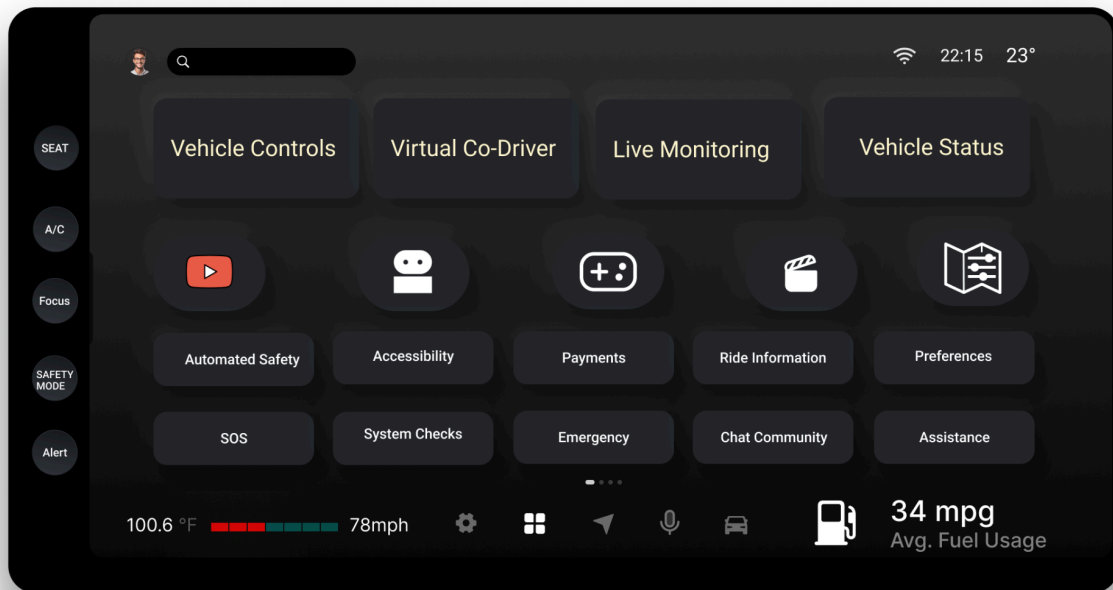 22:15 23°
SEAT
A/C
Focus
SAFETY
MODE
Alert
Vehicle Controls
Virtual Co-Driver
Live Monitoring
Vehicle Status
Automated Safety
Accessibility
Payments
Ride Information
Preferences
SOS
System Checks
Emergency
Chat Community
Assistance
100.6 °F
78mph
34 mpg
Avg. Fuel Usage